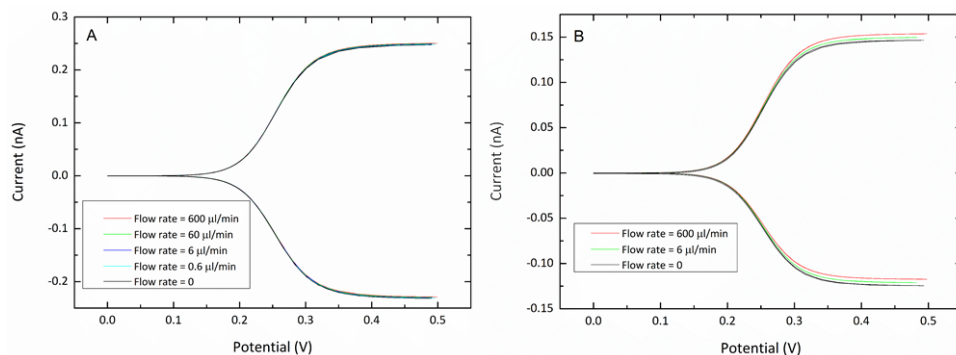 A
0.3
0.2
0.1
0.0
-0.1
-0.2
Current (nA)
Flow rate = 600 µl/min
Flow rate = 60 µl/min
Flow rate = 6 µl/min
Flow rate = 0.6 µl/min
Flow rate = 0
0.0 0.1 0.2 0.3 0.4 0.5
Potential (V)
B
0.15
0.10
0.05
0.00
-0.05
-0.10
-0.15
Current (nA)
Flow rate = 600 µl/min
Flow rate = 6 µl/min
Flow rate = 0
0.0 0.1 0.2 0.3 0.4 0.5
Potential (V)